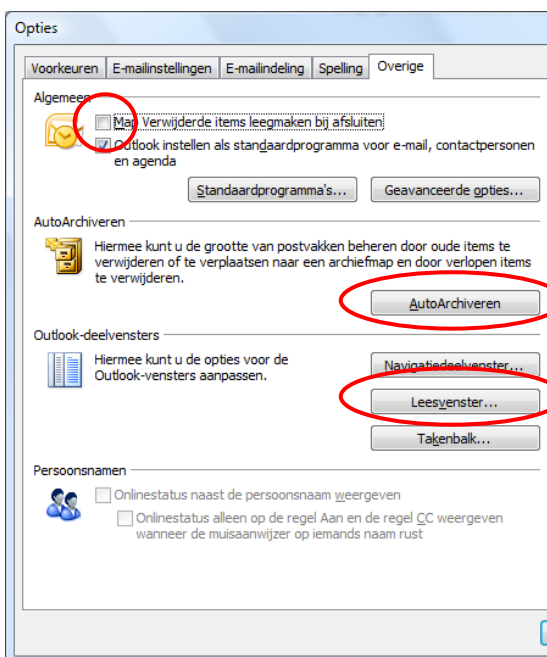 Opties
Voorkeuren E-mailinstellingen E-mailindeling Spelling Overige
Algemeen
Map Verwijderde items leegmaken bij afsluiten
Outlook instellen als standaardprogramma voor e-mail, contactpersonen
en agenda
Standaardprogramma's... Geavanceerde opties...
AutoArchiveren
Hiermee kunt u de grootte van postvakken beheren door oude items te
verwijderen of te verplaatsen naar een archiefmap en door verlopen items
te verwijderen.
AutoArchiveren
Outlook-deelvensters
Hiermee kunt u de opties voor de
Outlook-vensters aanpassen.
Navigatiedeelvenster...
Leesvenster...
Takenbalk...
Persoonsnamen
Onlinestatus naast de persoonsnaam weergeven
Onlinestatus alleen op de regel Aan en de regel CC weergeven
wanneer de muisaanwijzer op iemands naam rust